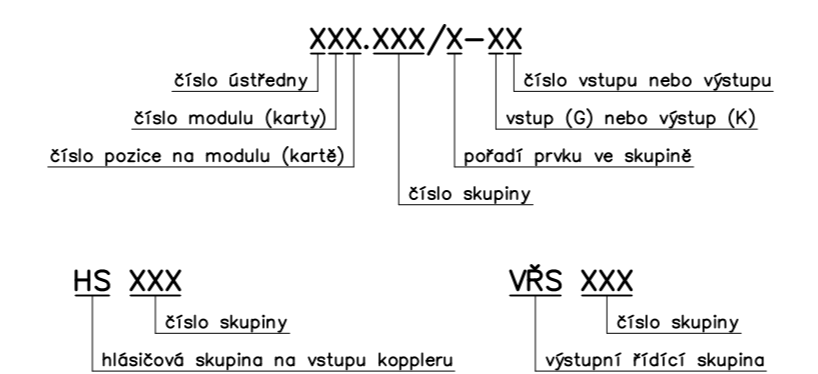 XXX.XXX/X-XX
číslo ústředny
číslo vstupu nebo výstupu
číslo modulu (karty)
vstup (G) nebo výstup (K)
číslo pozice na modulu (kartě)
pořadí prvku ve skupině
číslo skupiny
HS XXX
číslo skupiny
hlásičová skupina na vstupu koppleru
VŘS XXX
číslo skupiny
výstupní řídící skupina